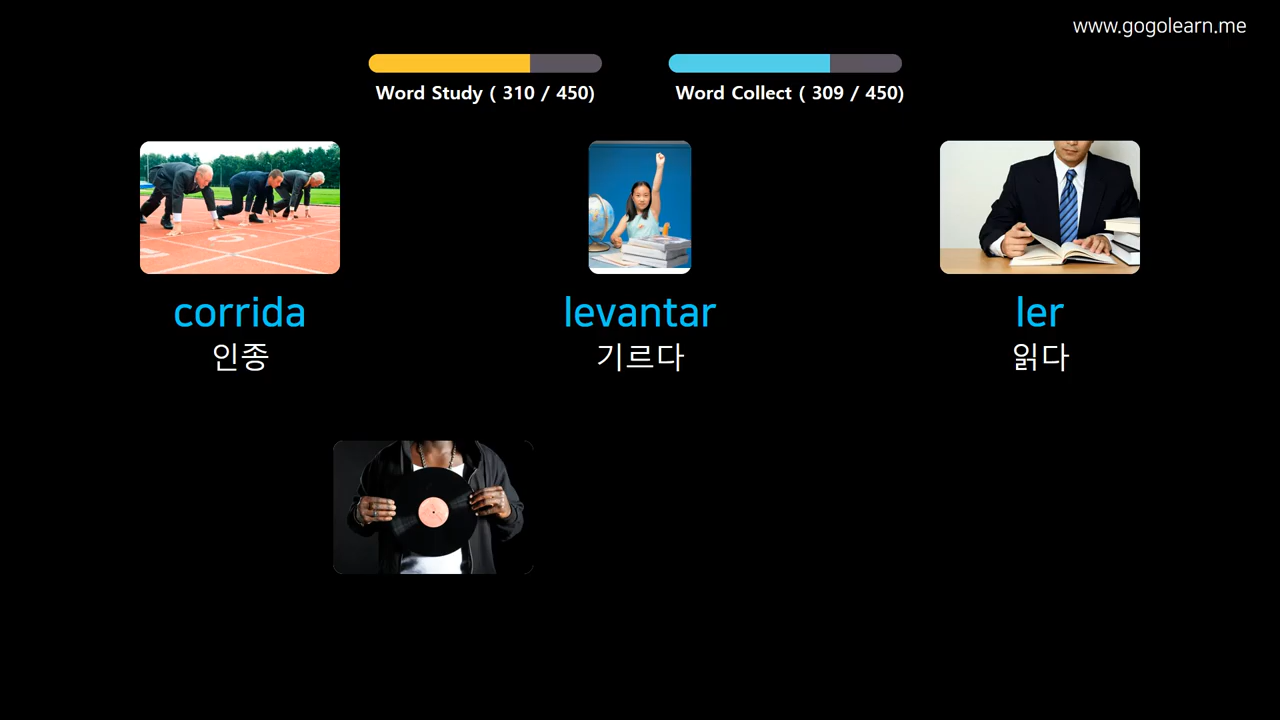 www.gogolearn.me
Word Study ( 310 / 450)
Word Collect ( 309 / 450)
corrida
인종
levantar
기르다
ler
읽다